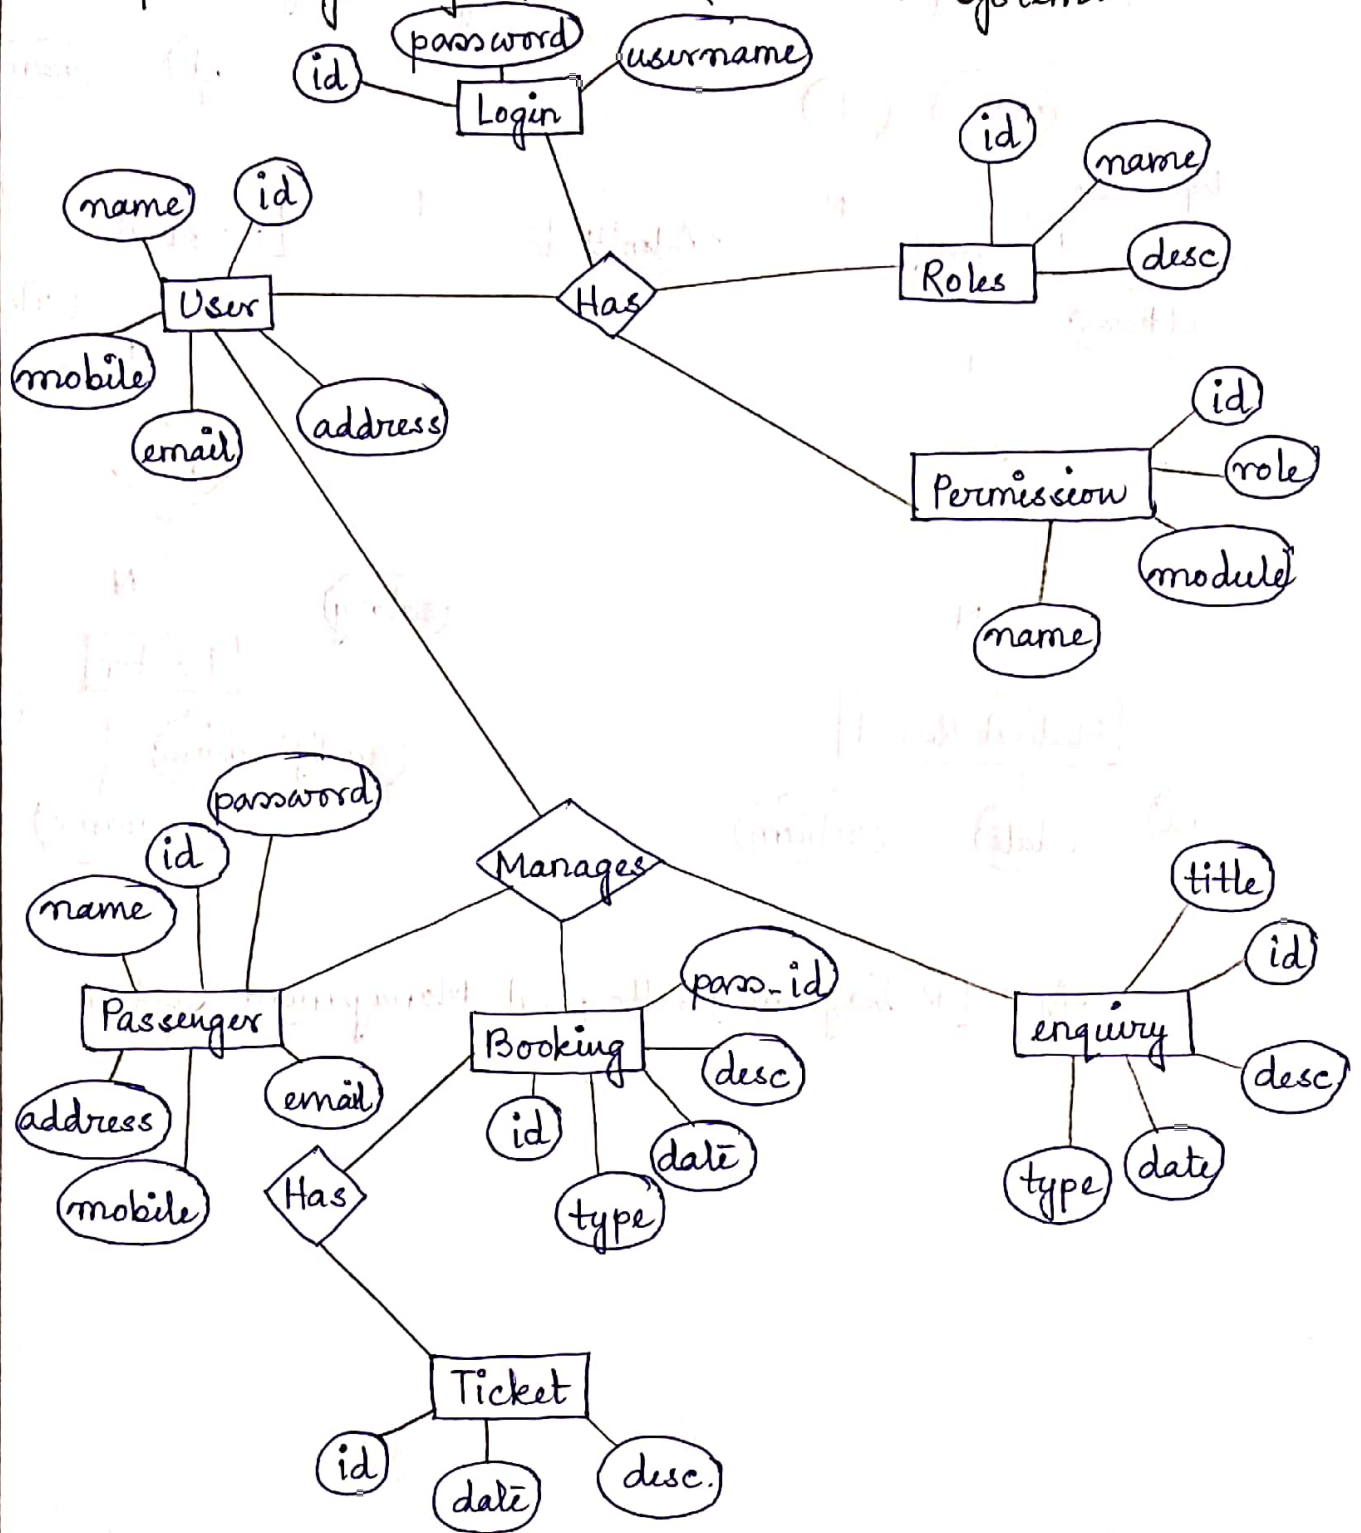 password
id
username
Login
id
name
name
id
desc
Roles
User
Has
mobile
id
address
email
role
Permission
module
name
password
id
Manages
title
name
id
pass-id
Passenger
enquiry
Booking
desc
desc
email
address
id
date
date
type
Has
mobile
type
Ticket
id
desc.
date